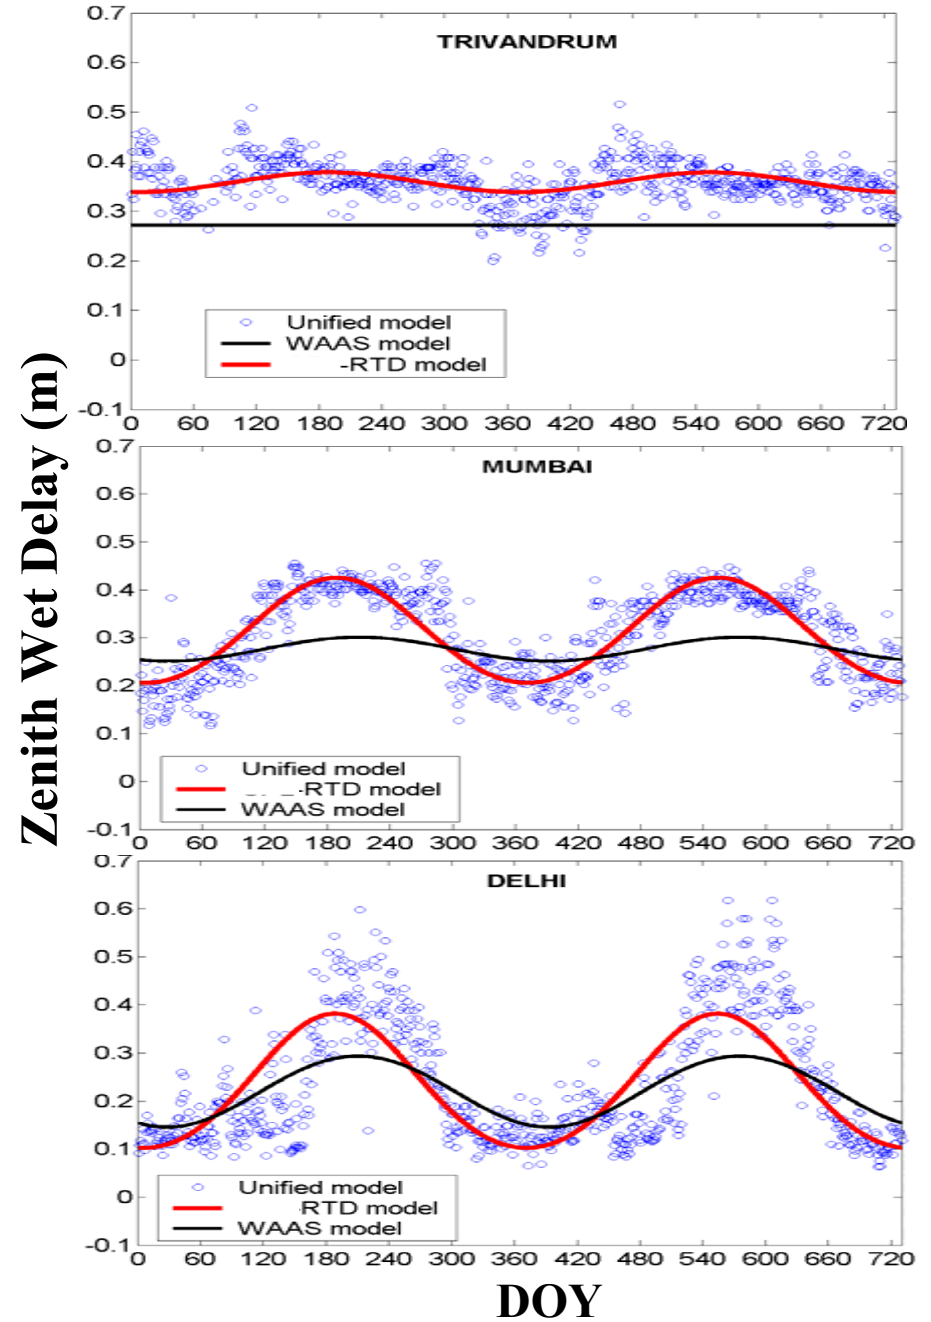 Zenith Wet Delay (m)
TRIVANDRUM
0.7
0.6
0.5
0.4
0.3
0.2
0.1
0
-0.1
Unified model
WAAS model
-RTD model
0 60 120 180 240 300 360 420 480 540 600 660 720
MUMBAI
0.7
0.6
0.5
0.4
0.3
0.2
0.1
0
-0.1
Unified model
-RTD model
WAAS model
0 60 120 180 240 300 360 420 480 540 600 660 720
DELHI
0.7
0.6
0.5
0.4
0.3
0.2
0.1
0
-0.1
Unified model
-RTD model
WAAS model
0 60 120 180 240 300 360 420 480 540 600 660 720
DOY